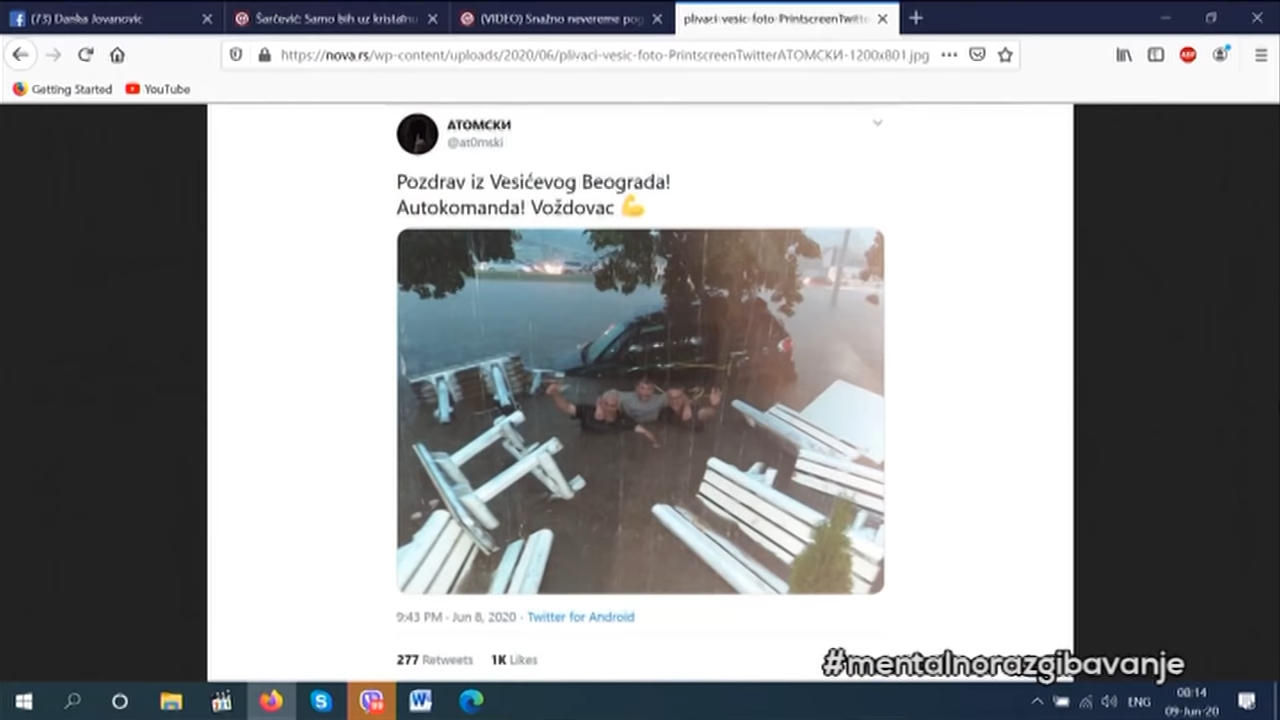 (73) Danka Jovanovic
Šarčević: Samo bih uz kristalnu
(VIDEO) Snažno nevereme pog
plivaci-vesic-foto-PrintscreenTwitte
https://nova.rs/wp-content/uploads/2020/06/plivaci-vesic-foto-PrintscreenTwitterАТОМСКИ-1200x801.jpg
Getting Started
YouTube
АТОМСКИ
@at0mski
Pozdrav iz Vesićevog Beograda!
Autokomanda! Voždovac 💪
9:43 PM · Jun 8, 2020 · Twitter for Android
277 Retweets 1K Likes
#mentalnorazgibavanje
ENG
08:14
09-Jun-20